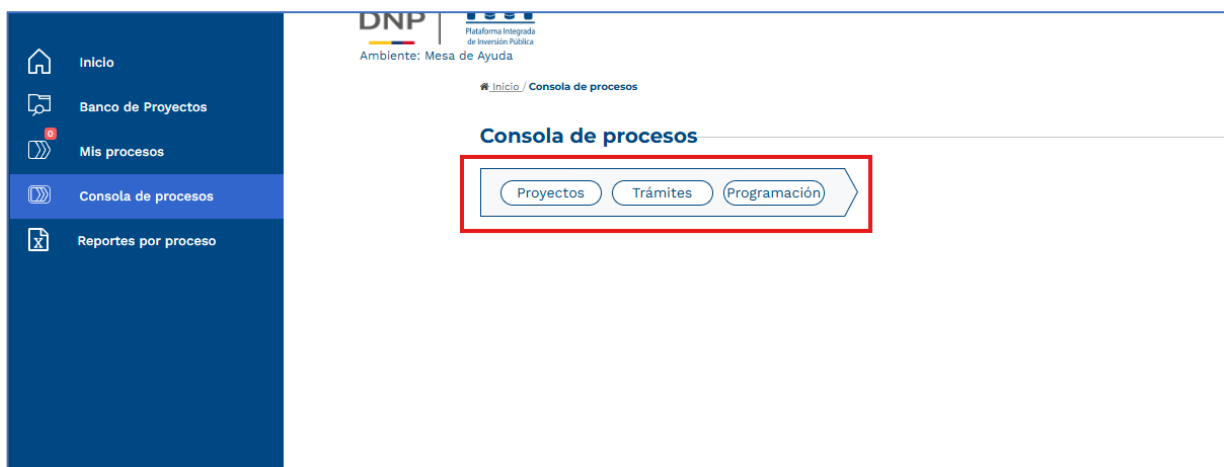 DNP
Plataforma Integrada
de Inversión Pública
Ambiente: Mesa de Ayuda
Inicio
Banco de Proyectos
0
Mis procesos
Consola de procesos
Reportes por proceso
Inicio / Consola de procesos
Consola de procesos
Proyectos Trámites Programación